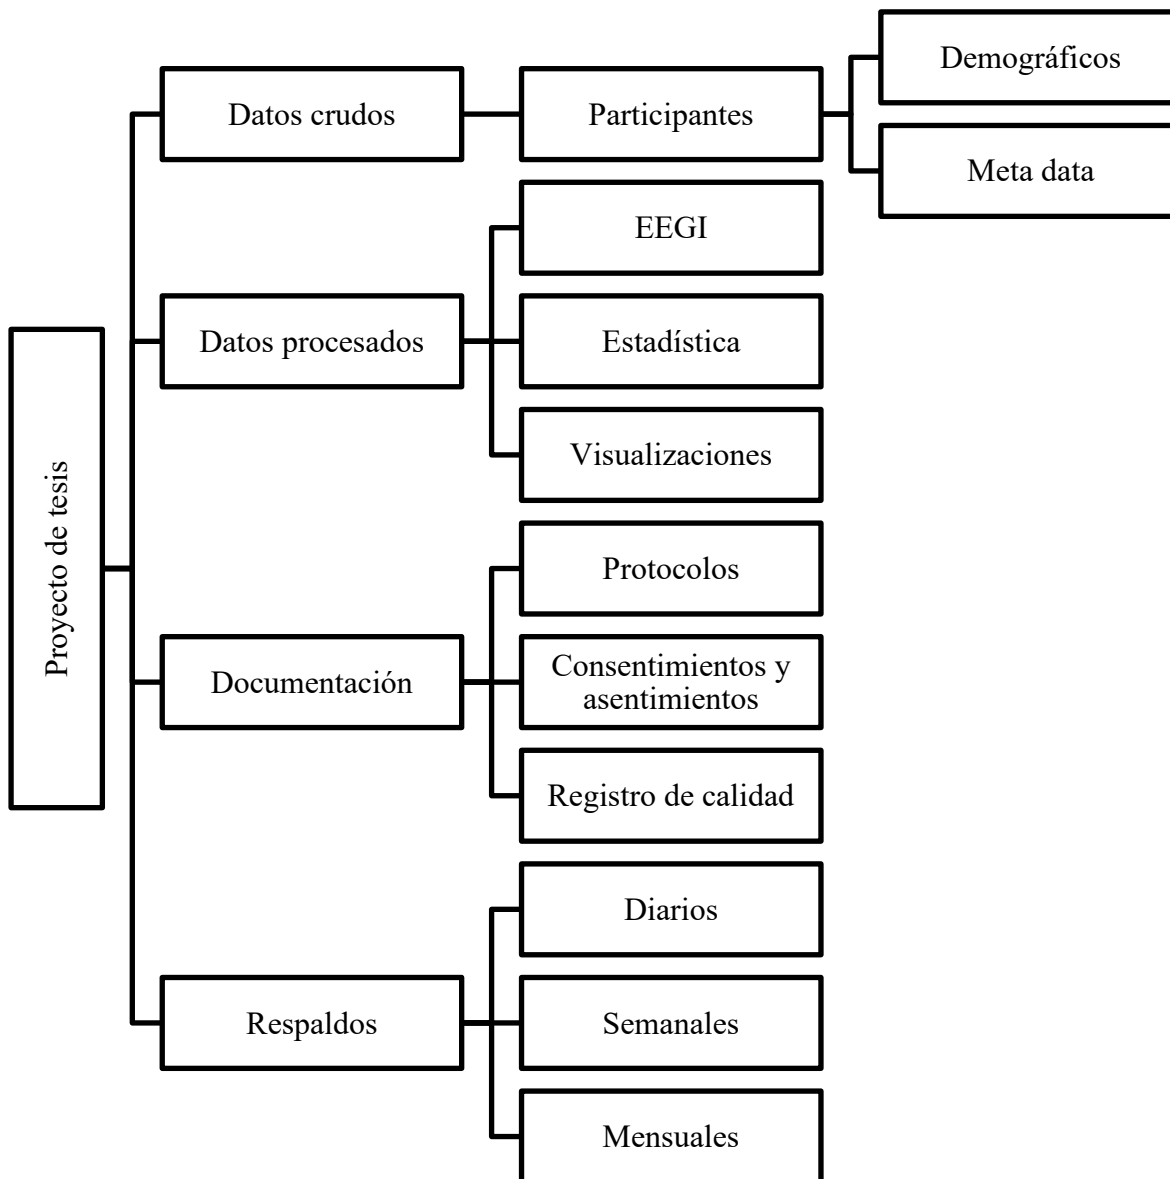 Proyecto de tesis
Datos crudos
Participantes
Demográficos
Meta data
Datos procesados
EEGI
Estadística
Visualizaciones
Documentación
Protocolos
Consentimientos y
asentimientos
Registro de calidad
Respaldos
Diarios
Semanales
Mensuales